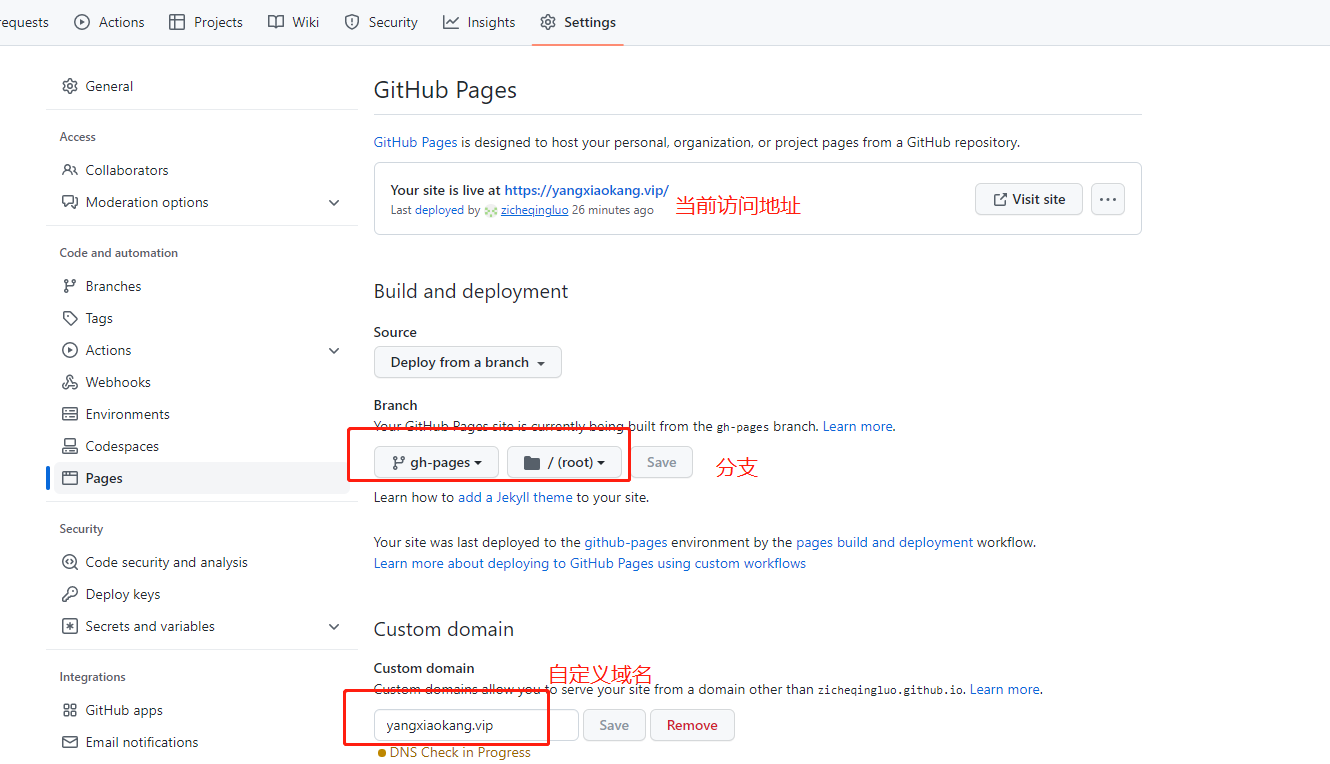 equests Actions Projects Wiki Security Insights Settings
General
Access
Collaborators
Moderation options
Code and automation
Branches
Tags
Actions
Webhooks
Environments
Codespaces
Pages
Security
Code security and analysis
Deploy keys
Secrets and variables
Integrations
GitHub apps
Email notifications
GitHub Pages
GitHub Pages is designed to host your personal, organization, or project pages from a GitHub repository.
Your site is live at https://yangxiaokang.vip/
Last deployed by zicheqingluo 26 minutes ago
当前访问地址
Visit site
Build and deployment
Source
Deploy from a branch
Branch
Your GitHub Pages site is currently being built from the gh-pages branch. Learn more.
gh-pages / (root) Save
分支
Learn how to add a Jekyll theme to your site.
Your site was last deployed to the github-pages environment by the pages build and deployment workflow.
Learn more about deploying to GitHub Pages using custom workflows
Custom domain
Custom domain
自定义域名
Custom domains allow you to serve your site from a domain other than zicheqingluo.github.io. Learn more.
yangxiaokang.vip Save Remove
DNS Check in Progress